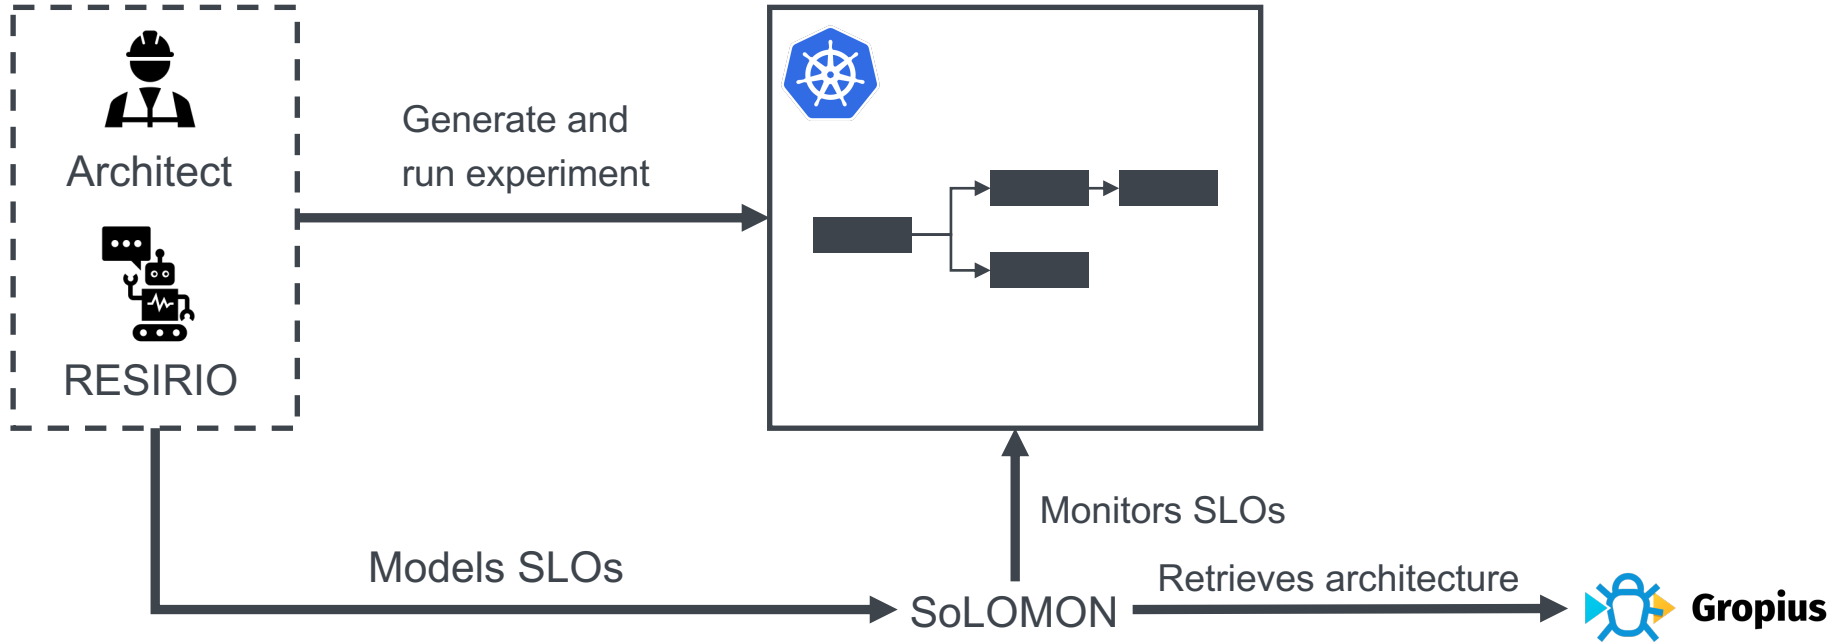 Architect
RESIRIO
Generate and
run experiment
Models SLOs
Monitors SLOs
SoLOMON
Retrieves architecture
Gropius